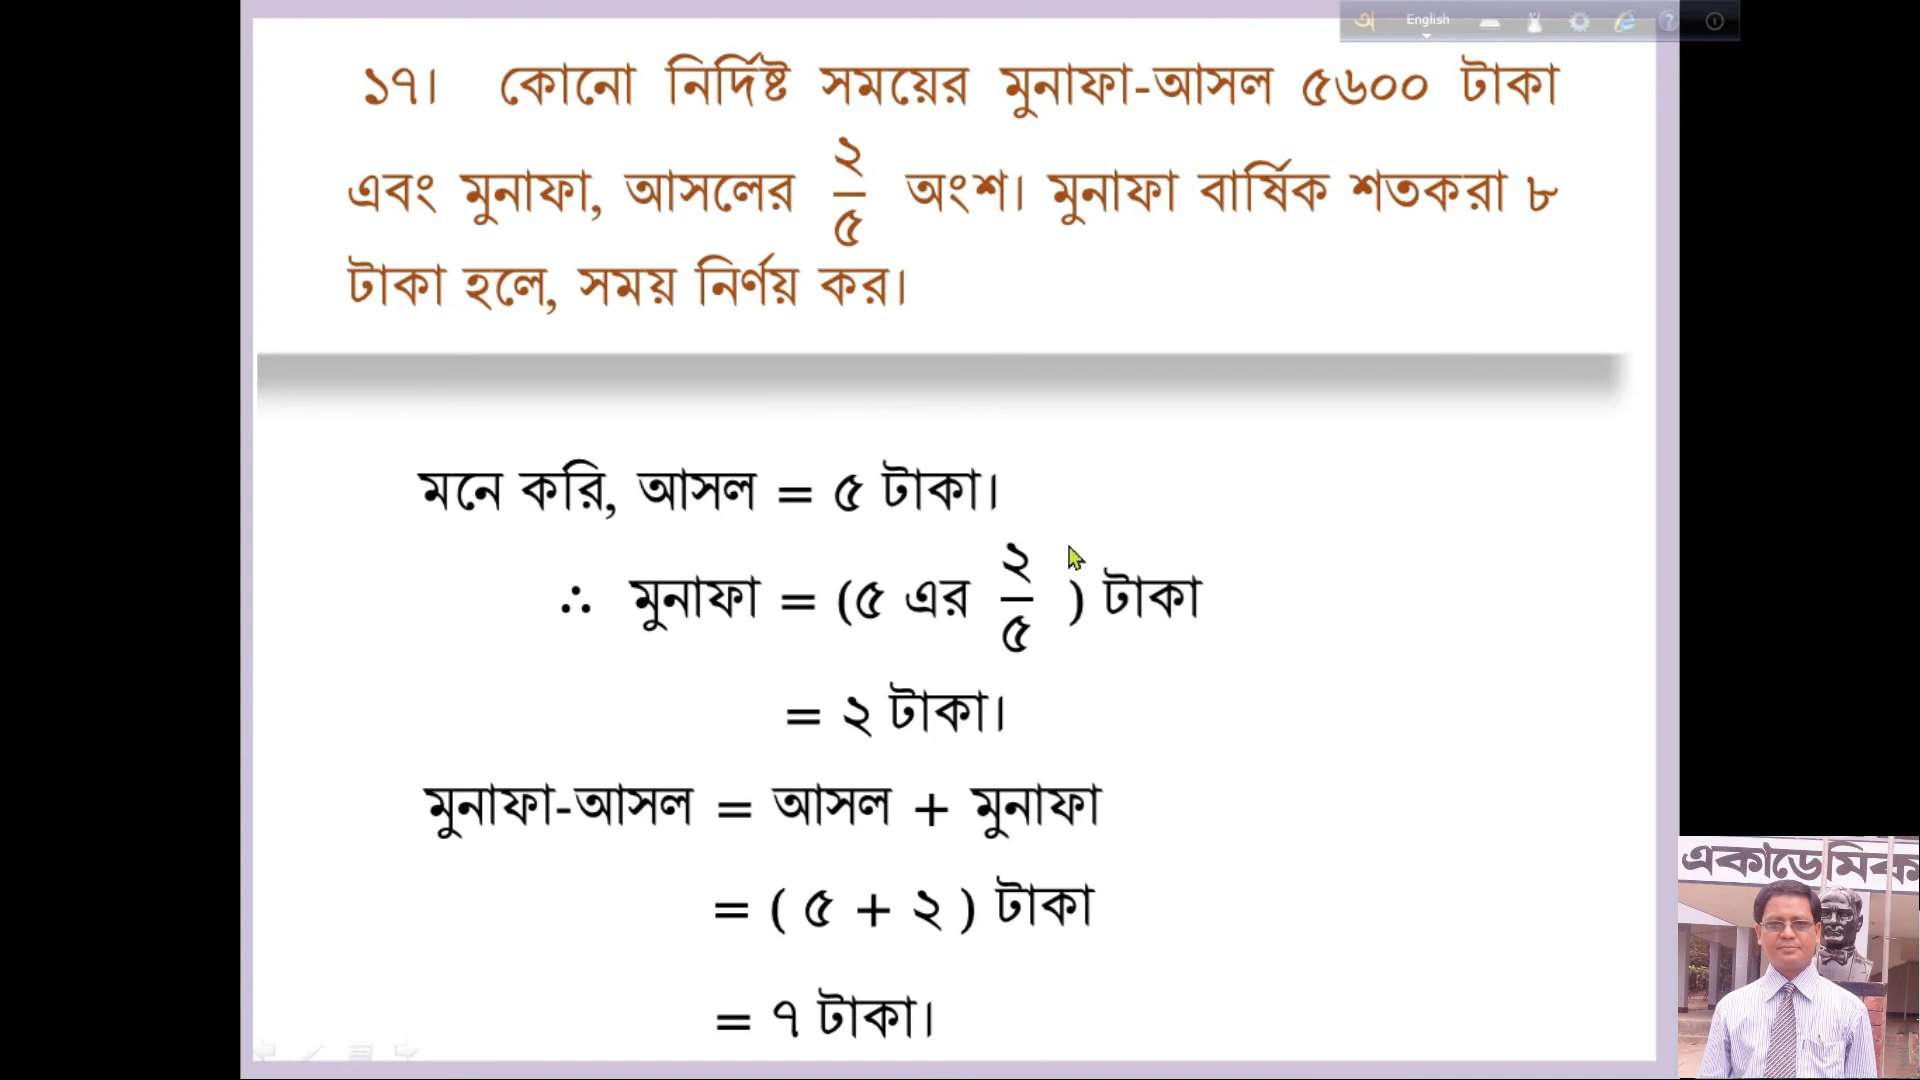 English
১৭। কোনো নির্দিষ্ট সময়ের মুনাফা-আসল ৫৬০০ টাকা
এবং মুনাফা, আসলের ২/৫ অংশ। মুনাফা বার্ষিক শতকরা ৮
টাকা হলে, সময় নির্ণয় কর।
মনে করি, আসল = ৫ টাকা।
∴ মুনাফা = (৫ এর ২/৫ ) টাকা
= ২ টাকা।
মুনাফা-আসল = আসল + মুনাফা
= ( ৫ + ২ ) টাকা
= ৭ টাকা।
একাডেমিক